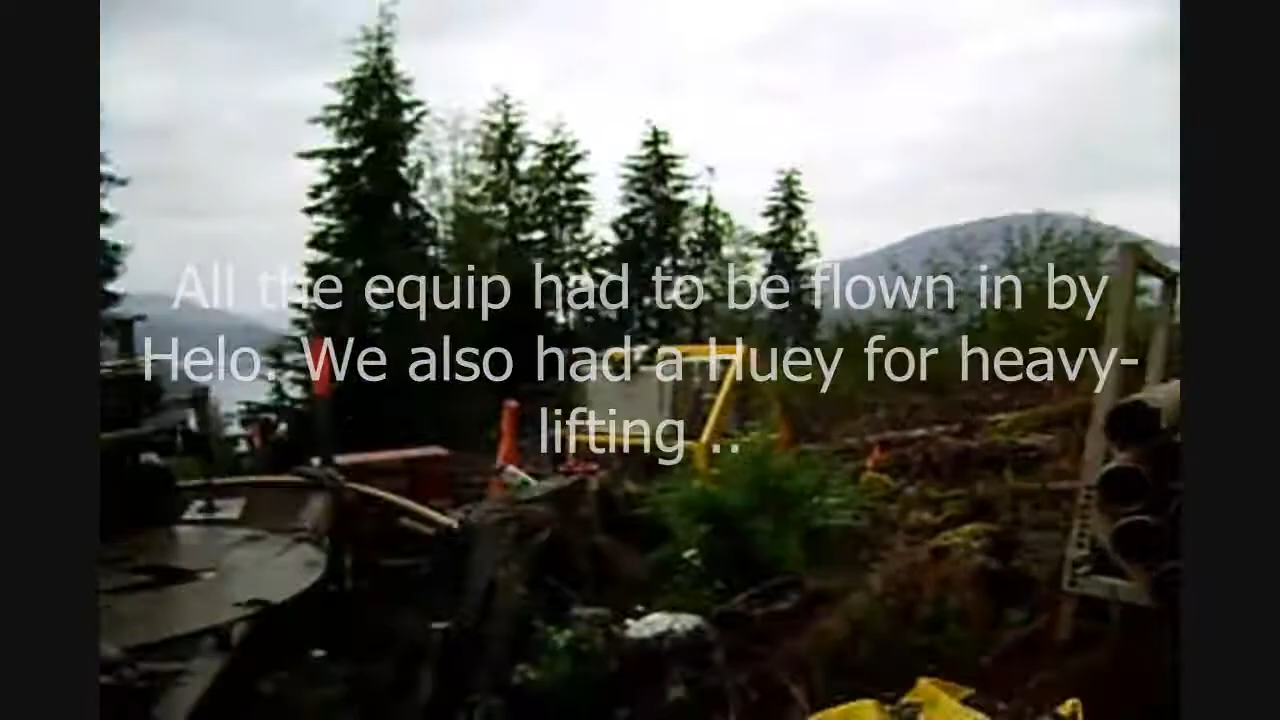 All the equip had to be flown in by
Helo. We also had a Huey for heavy-
lifting ..